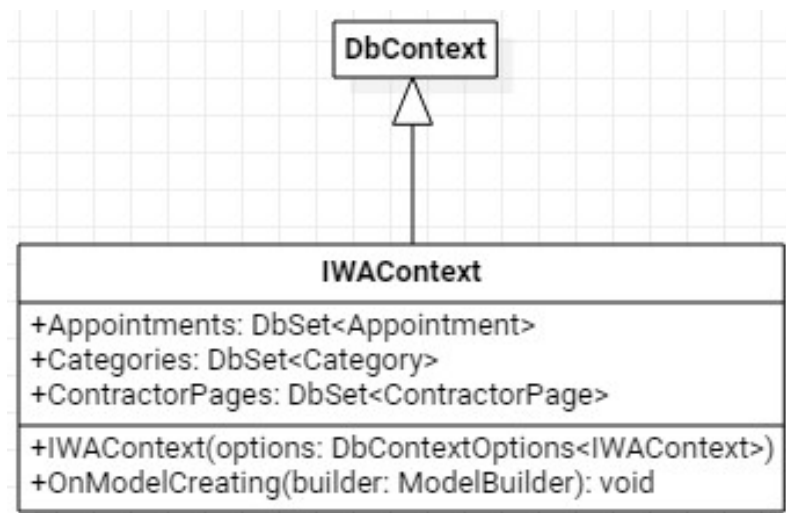 DbContext
IWAContext
+Appointments: DbSet<Appointment>
+Categories: DbSet<Category>
+ContractorPages: DbSet<ContractorPage>
+IWAContext(options: DbContextOptions<IWAContext>)
+OnModelCreating(builder: ModelBuilder): void